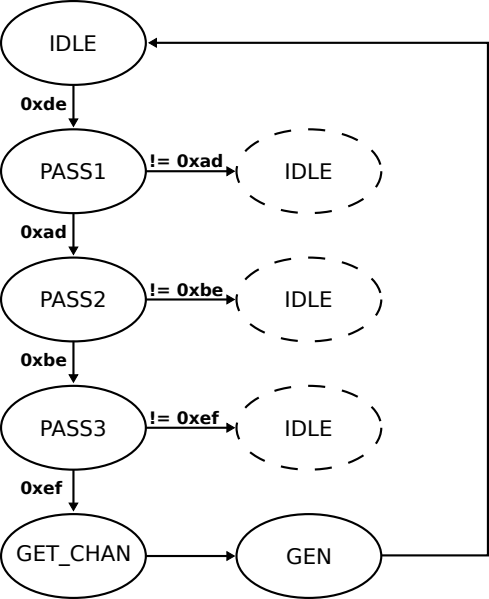 IDLE
0xde
PASS1
!= 0xad
IDLE
0xad
PASS2
!= 0xbe
IDLE
0xbe
PASS3
!= 0xef
IDLE
0xef
GET_CHAN
GEN